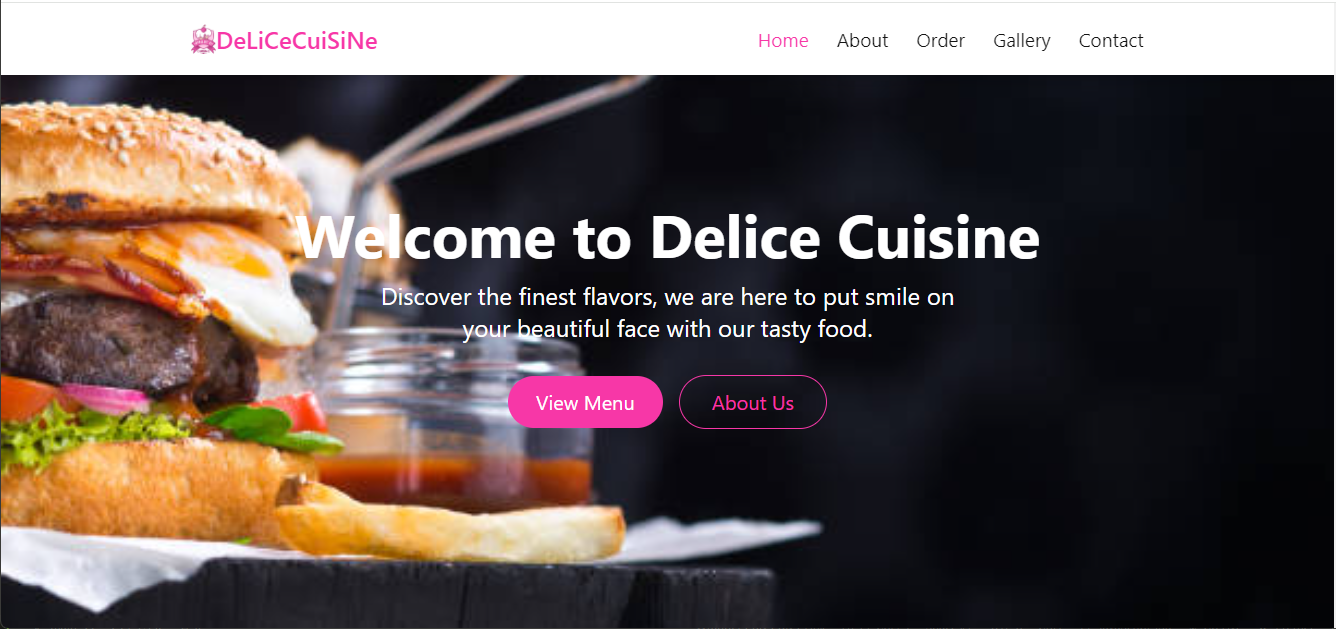 DeLiCeCuiSiNe
Home About Order Gallery Contact
Welcome to Delice Cuisine
Discover the finest flavors, we are here to put smile on
your beautiful face with our tasty food.
View Menu About Us